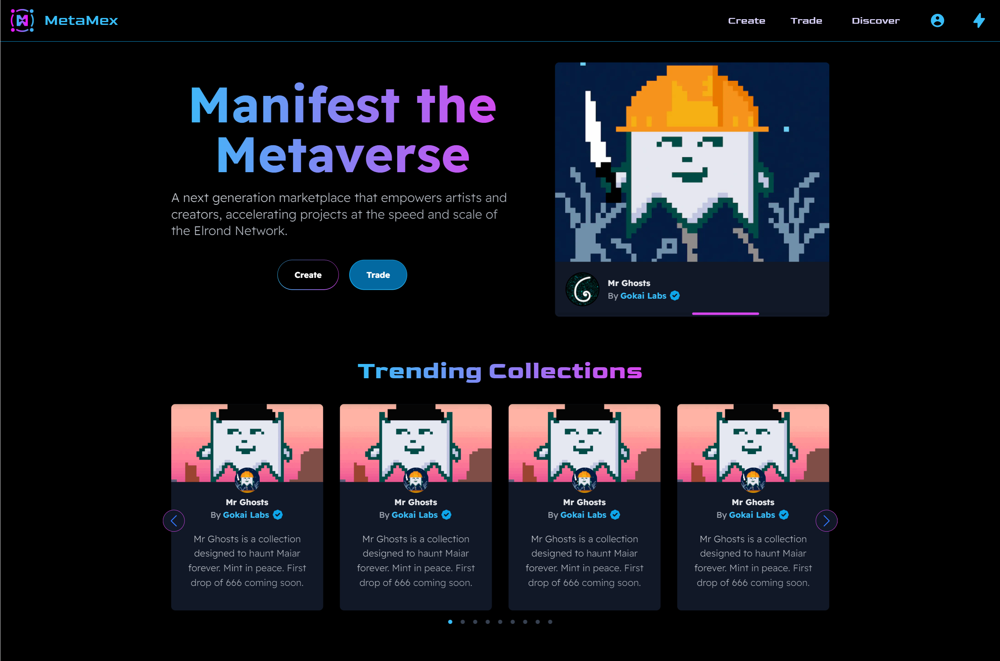 MetaMex
Create
Trade
Discover
Manifest the
Metaverse
A next generation marketplace that empowers artists and
creators, accelerating projects at the speed and scale of
the Elrond Network.
Create
Trade
Mr Ghosts
By Gokai Labs
Trending Collections
Mr Ghosts
By Gokai Labs
Mr Ghosts is a collection
designed to haunt Maiar
forever. Mint in peace. First
drop of 666 coming soon.
Mr Ghosts
By Gokai Labs
Mr Ghosts is a collection
designed to haunt Maiar
forever. Mint in peace. First
drop of 666 coming soon.
Mr Ghosts
By Gokai Labs
Mr Ghosts is a collection
designed to haunt Maiar
forever. Mint in peace. First
drop of 666 coming soon.
Mr Ghosts
By Gokai Labs
Mr Ghosts is a collection
designed to haunt Maiar
forever. Mint in peace. First
drop of 666 coming soon.